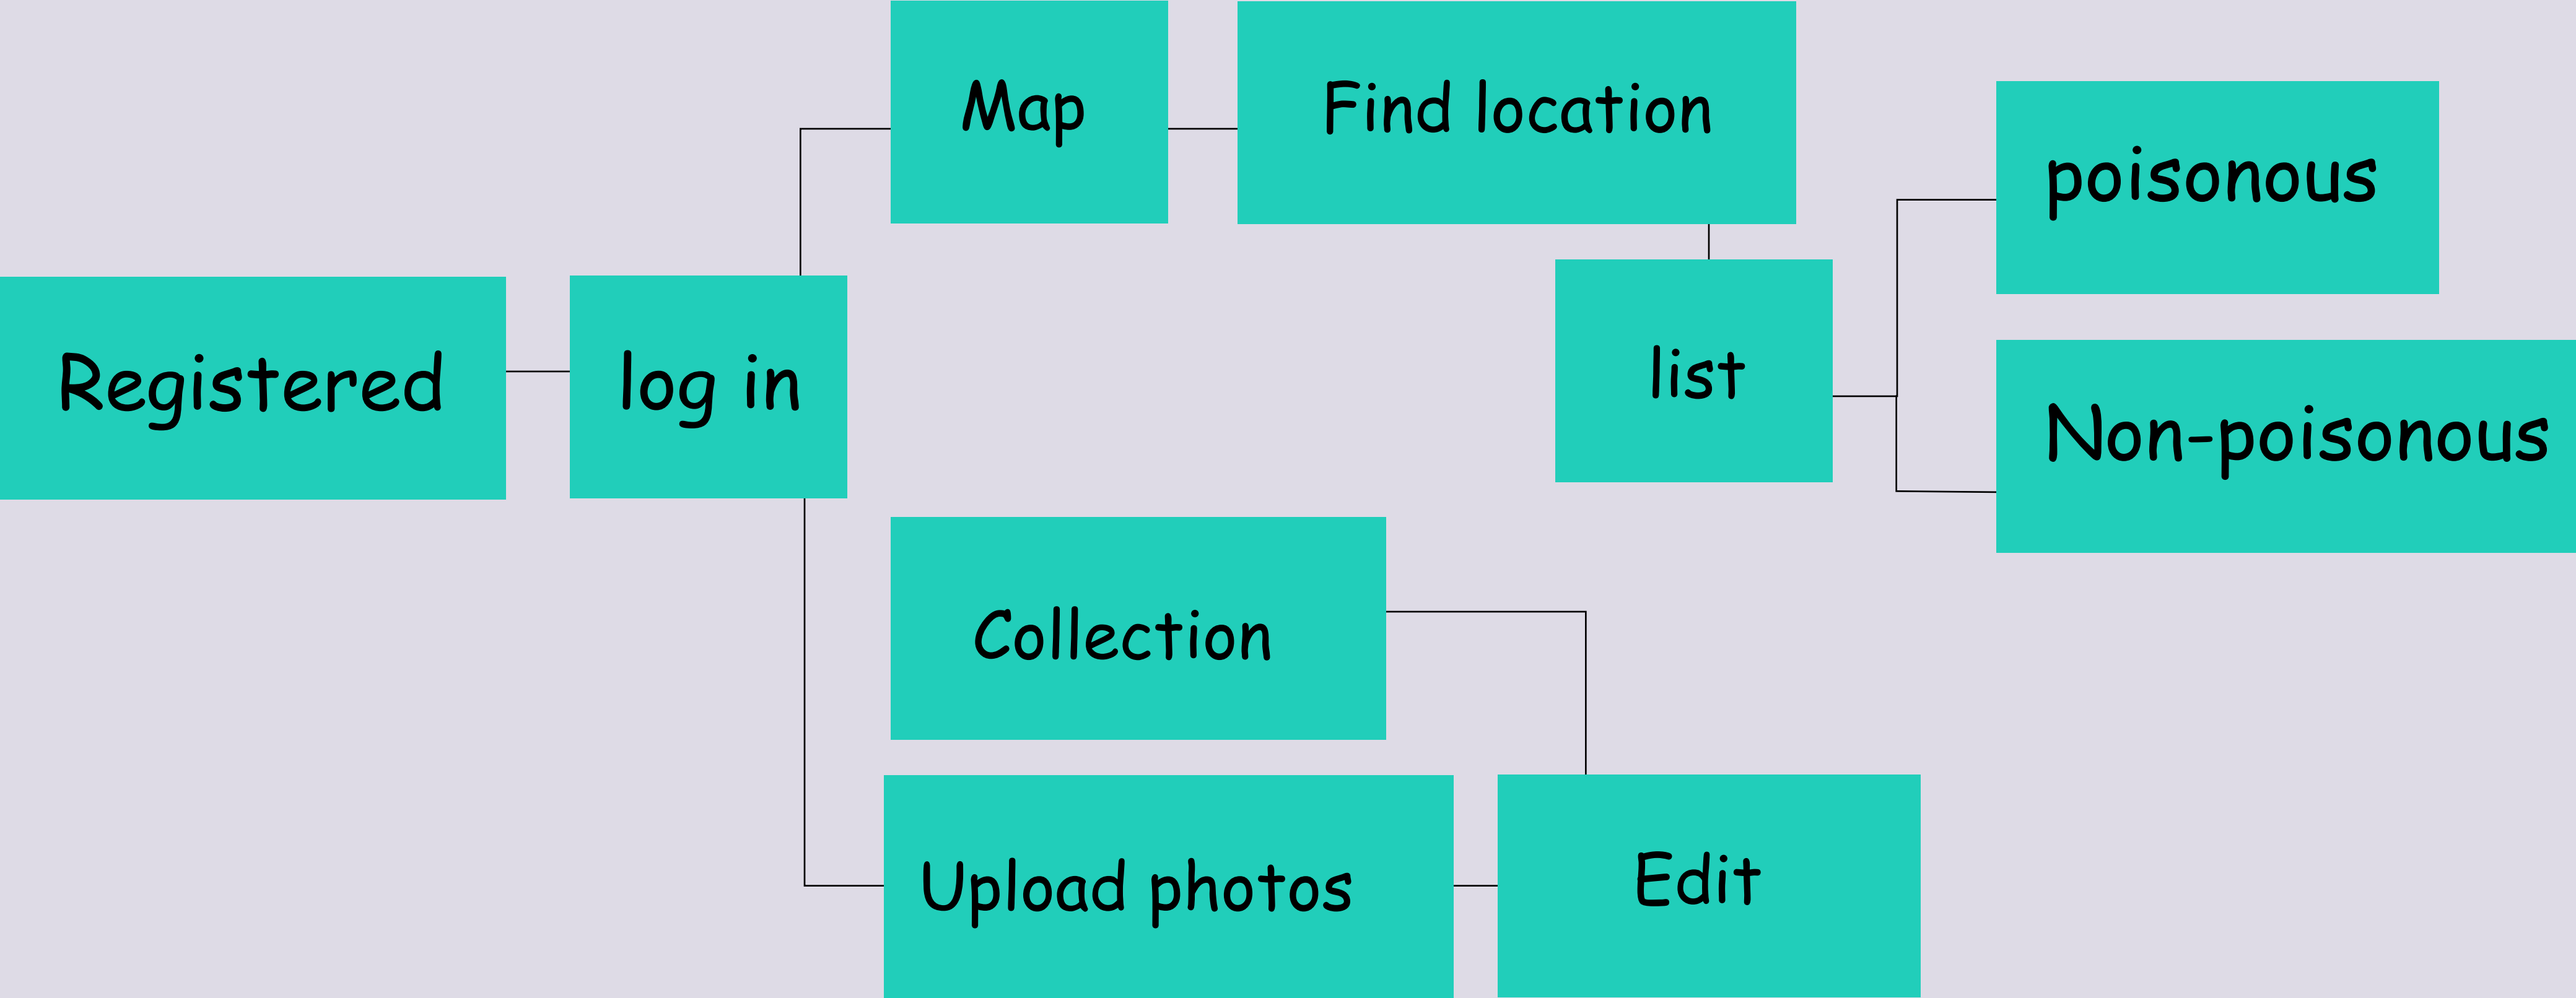 Registered
log in
Map
Find location
list
poisonous
Non-poisonous
Collection
Upload photos
Edit